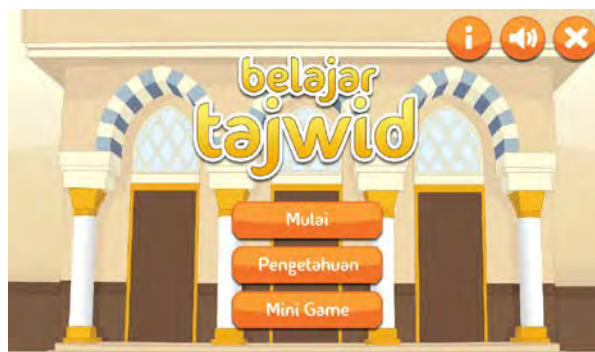 i
belajar
tajwid
Mulai
Pengetahuan
Mini Game